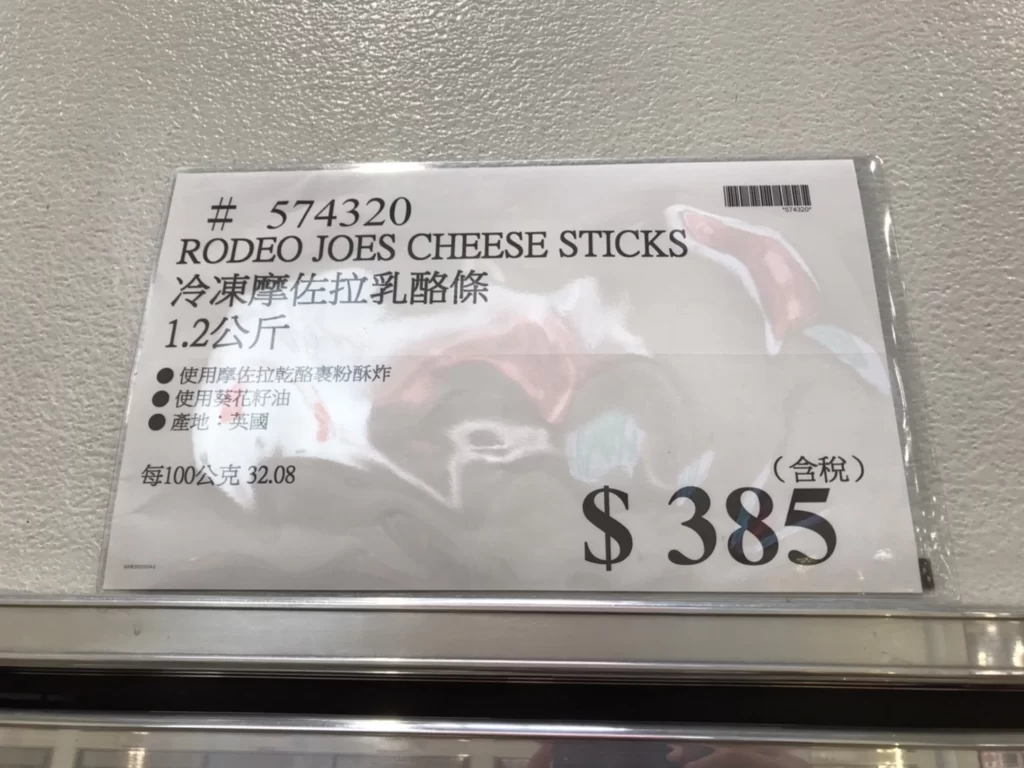 # 574320
*574320*
RODEO JOES CHEESE STICKS
冷凍摩佐拉乳酪條
1.2公斤
● 使用摩佐拉乾酪裹粉酥炸
● 使用葵花籽油
● 產地：英國
每100公克 32.08
（含稅）
$ 385